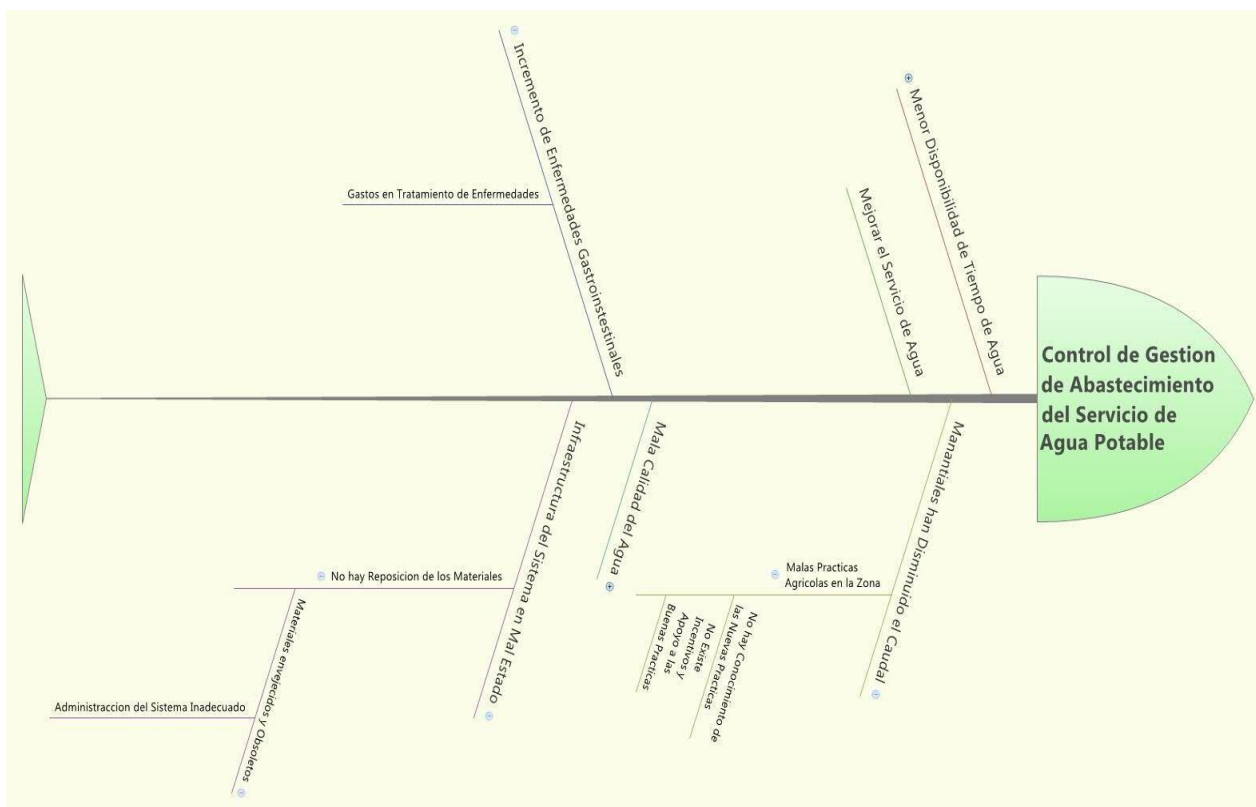 Incremento de Enfermedades Gastroinstestinales
Gastos en Tratamiento de Enfermedades
Menor Disponibilidad de Tiempo de Agua
Mejorar el Servicio de Agua
Control de Gestion
de Abastecimiento
del Servicio de
Agua Potable
Infraestructura del Sistema en Mal Estado
No hay Reposicion de los Materiales
Materiales envejecidos y Obsoletos
Administraccion del Sistema Inadecuado
Mala Calidad del Agua
Manantiales han Disminuido el Caudal
Malas Practicas
Agricolas en la Zona
No hay Conocimiento de
las Nuevas Practicas
No Existe
Incentivos y
Apoyo a las
Buenas Practicas